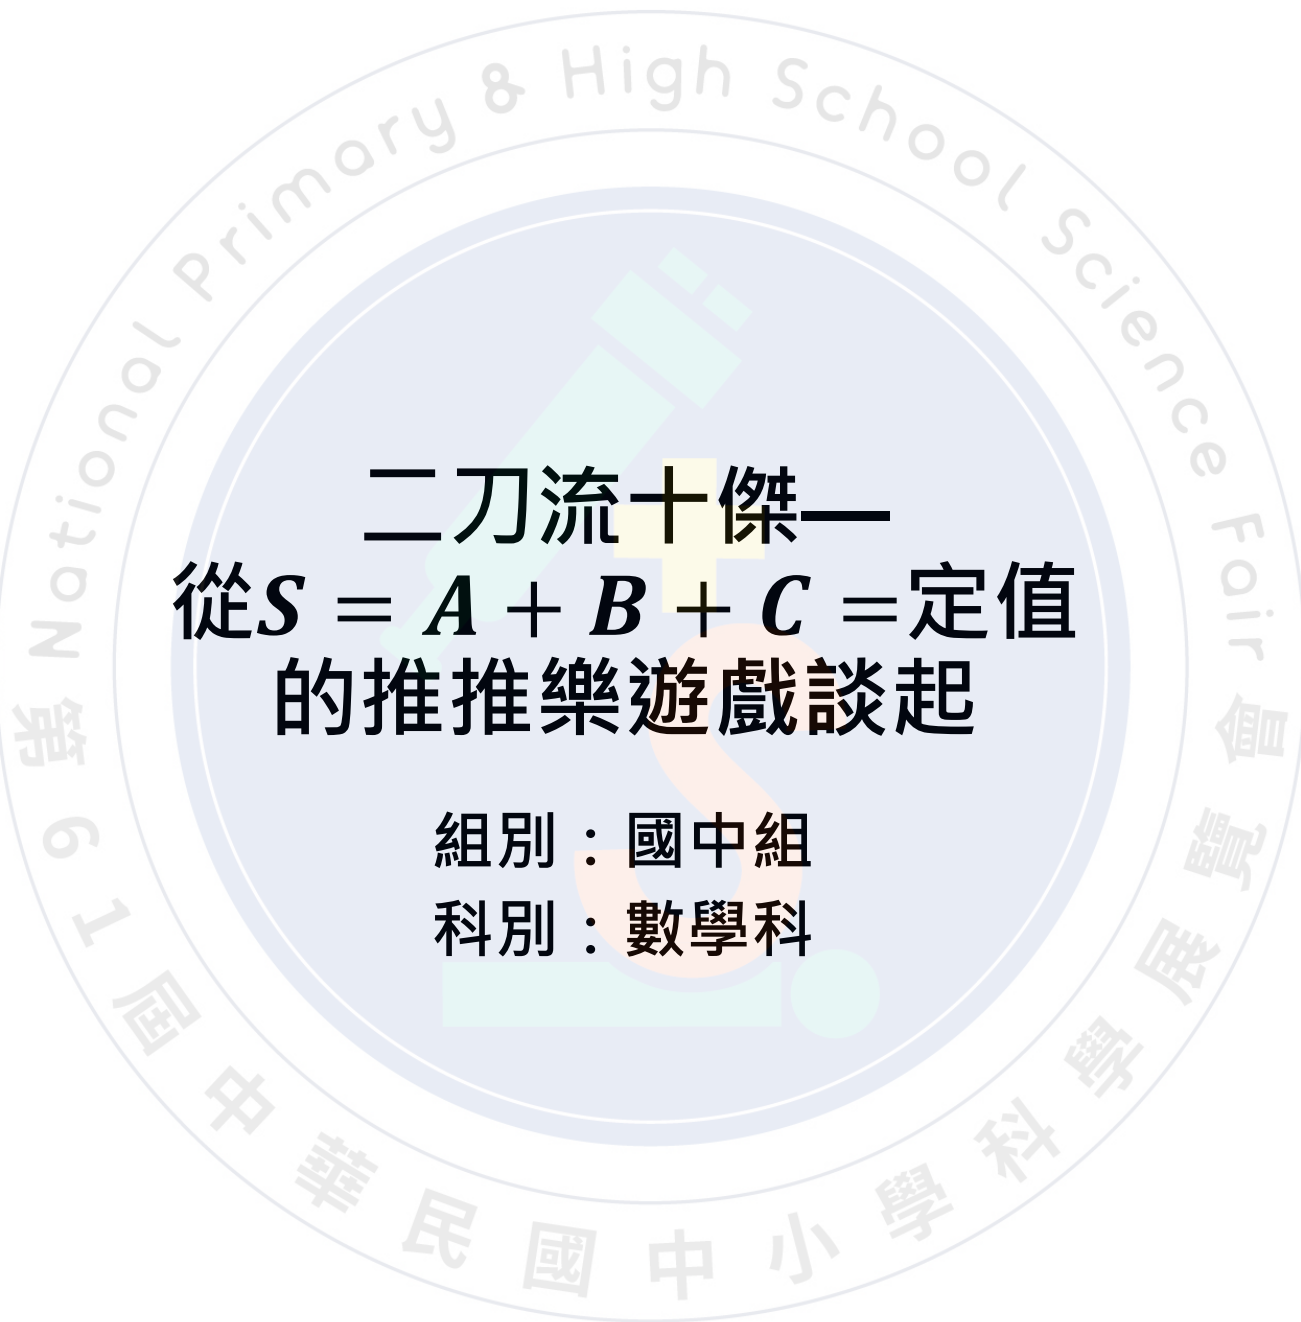 二刀流十傑—
從S = A + B + C =定值
的推推樂遊戲談起
組別：國中組
科別：數學科
National Primary & High School Science Fair
第61屆中華民國中小學科學展覽會